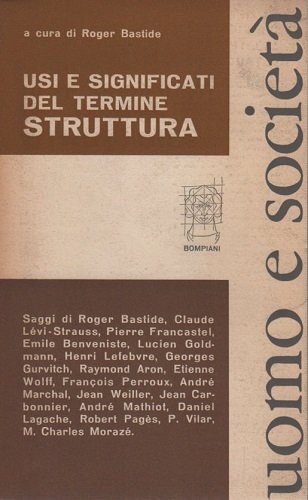 a cura di Roger Bastide
USI E SIGNIFICATI
DEL TERMINE
STRUTTURA
BOMPIANI
Saggi di Roger Bastide, Claude
Lévi-Strauss, Pierre Francastel,
Emile Benveniste, Lucien Gold-
mann, Henri Lefebvre, Georges
Gurvitch, Raymond Aron, Etienne
Wolff, François Perroux, André
Marchal, Jean Weiller, Jean Car-
bonnier, André Mathiot, Daniel
Lagache, Robert Pagès, P. Vilar,
M. Charles Morazé.
uomo e società